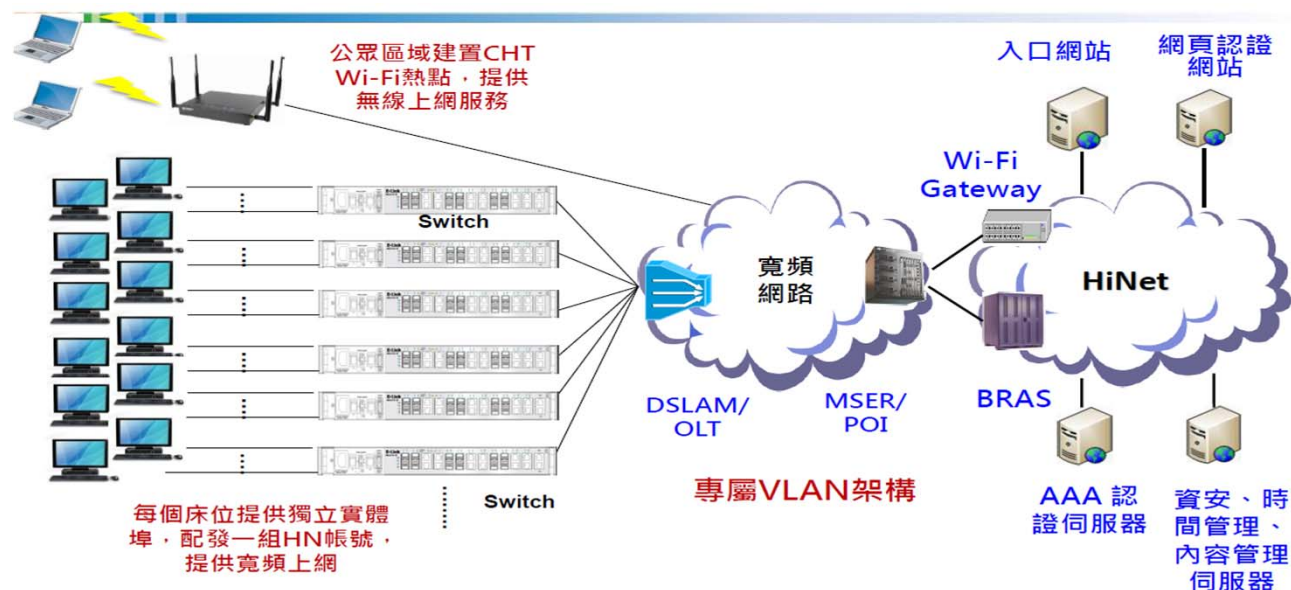 公眾區域建置CHT
Wi-Fi熱點，提供
無線上網服務
入口網站
網頁認證
網站
Wi-Fi
Gateway
Switch
寬頻
網路
HiNet
DSLAM/
OLT
MSER/
POI
BRAS
專屬VLAN架構
Switch
每個床位提供獨立實體
埠，配發一組HN帳號，
提供寬頻上網
AAA 認
證伺服器
資安、時
間管理、
內容管理
伺服器